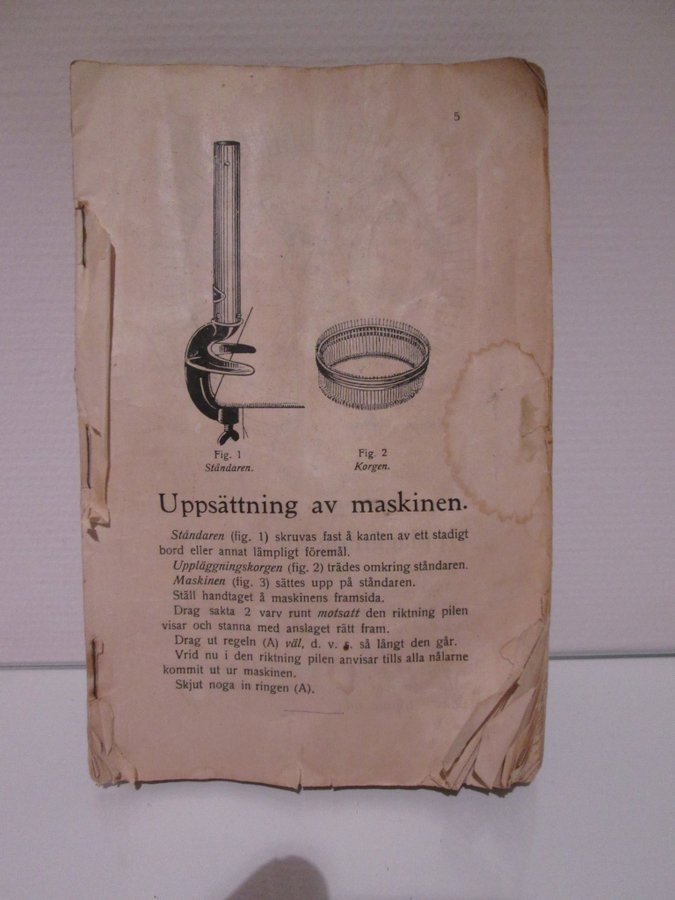 5
Fig. 1
Ståndaren.
Fig. 2
Korgen.
Uppsättning av maskinen.
Ståndaren (fig. 1) skruvas fast å kanten av ett stadigt
bord eller annat lämpligt föremål.
Uppläggningskorgen (fig. 2) trädes omkring ståndaren.
Maskinen (fig. 3) sättes upp på ståndaren.
Ställ handtaget å maskinens framsida.
Drag sakta 2 varv runt motsatt den riktning pilen
visar och stanna med anslaget rätt fram.
Drag ut regeln (A) väl, d. v. s. så långt den går.
Vrid nu i den riktning pilen anvisar tills alla nålarne
kommit ut ur maskinen.
Skjut noga in ringen (A).